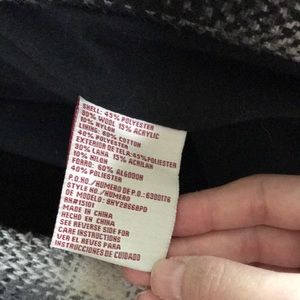 SHELL: 45% POLYESTER
30% WOOL 15% ACRYLIC
10% NYLON
LINING: 60% COTTON
40% POLYESTER
EXTERIOR DE TELA:45% POLIESTER
30% LANA 15% ACRILAN
10% NILON
FORRO: 60% ALGODON
40% POLIESTER
P.O.NO/NUMERO DE P.O.:6300176
STYLE NO/NUMERO
DE MODELO: 8HY2866BPD
RN#15101
MADE IN CHINA
HECHO EN CHINA
SEE REVERSE SIDE FOR
VER EL REVES PARA
INSTRUCCIONES DE CUIDADO